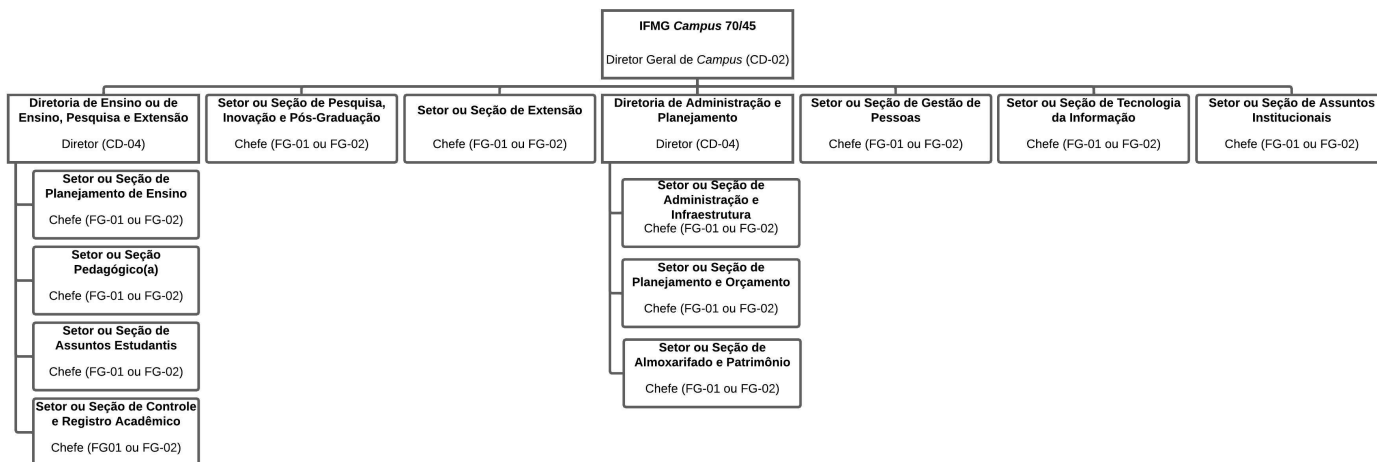 IFMG Campus 70/45
Diretor Geral de Campus (CD-02)
Diretoria de Ensino ou de
Ensino, Pesquisa e Extensão
Diretor (CD-04)
Setor ou Seção de Pesquisa,
Inovação e Pós-Graduação
Chefe (FG-01 ou FG-02)
Setor ou Seção de Extensão
Chefe (FG-01 ou FG-02)
Diretoria de Administração e
Planejamento
Diretor (CD-04)
Setor ou Seção de Gestão de
Pessoas
Chefe (FG-01 ou FG-02)
Setor ou Seção de Tecnologia
da Informação
Chefe (FG-01 ou FG-02)
Setor ou Seção de Assuntos
Institucionais
Chefe (FG-01 ou FG-02)
Setor ou Seção de
Planejamento de Ensino
Chefe (FG-01 ou FG-02)
Setor ou Seção
Pedagógico(a)
Chefe (FG-01 ou FG-02)
Setor ou Seção de
Assuntos Estudantis
Chefe (FG-01 ou FG-02)
Setor ou Seção de Controle
e Registro Acadêmico
Chefe (FG01 ou FG-02)
Setor ou Seção de
Administração e
Infraestrutura
Chefe (FG-01 ou FG-02)
Setor ou Seção de
Planejamento e Orçamento
Chefe (FG-01 ou FG-02)
Setor ou Seção de
Almoxarifado e Patrimônio
Chefe (FG-01 ou FG-02)